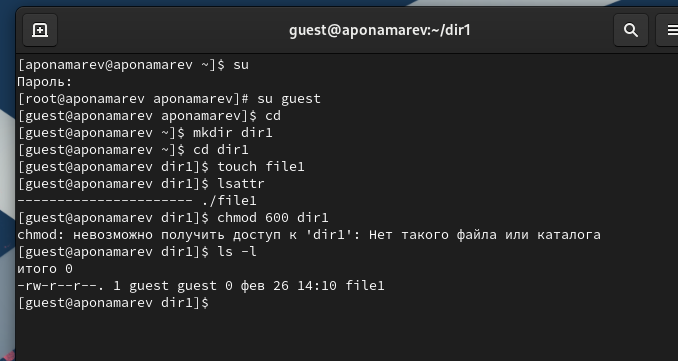 guest@aponamarev:~/dir1
[aponamarev@aponamarev ~]$ su
Пароль:
[root@aponamarev aponamarev]# su guest
[guest@aponamarev aponamarev]$ cd
[guest@aponamarev ~]$ mkdir dir1
[guest@aponamarev ~]$ cd dir1
[guest@aponamarev dir1]$ touch file1
[guest@aponamarev dir1]$ lsattr
---------------------- ./file1
[guest@aponamarev dir1]$ chmod 600 dir1
chmod: невозможно получить доступ к 'dir1': Нет такого файла или каталога
[guest@aponamarev dir1]$ ls -l
итого 0
-rw-r--r--. 1 guest guest 0 фев 26 14:10 file1
[guest@aponamarev dir1]$